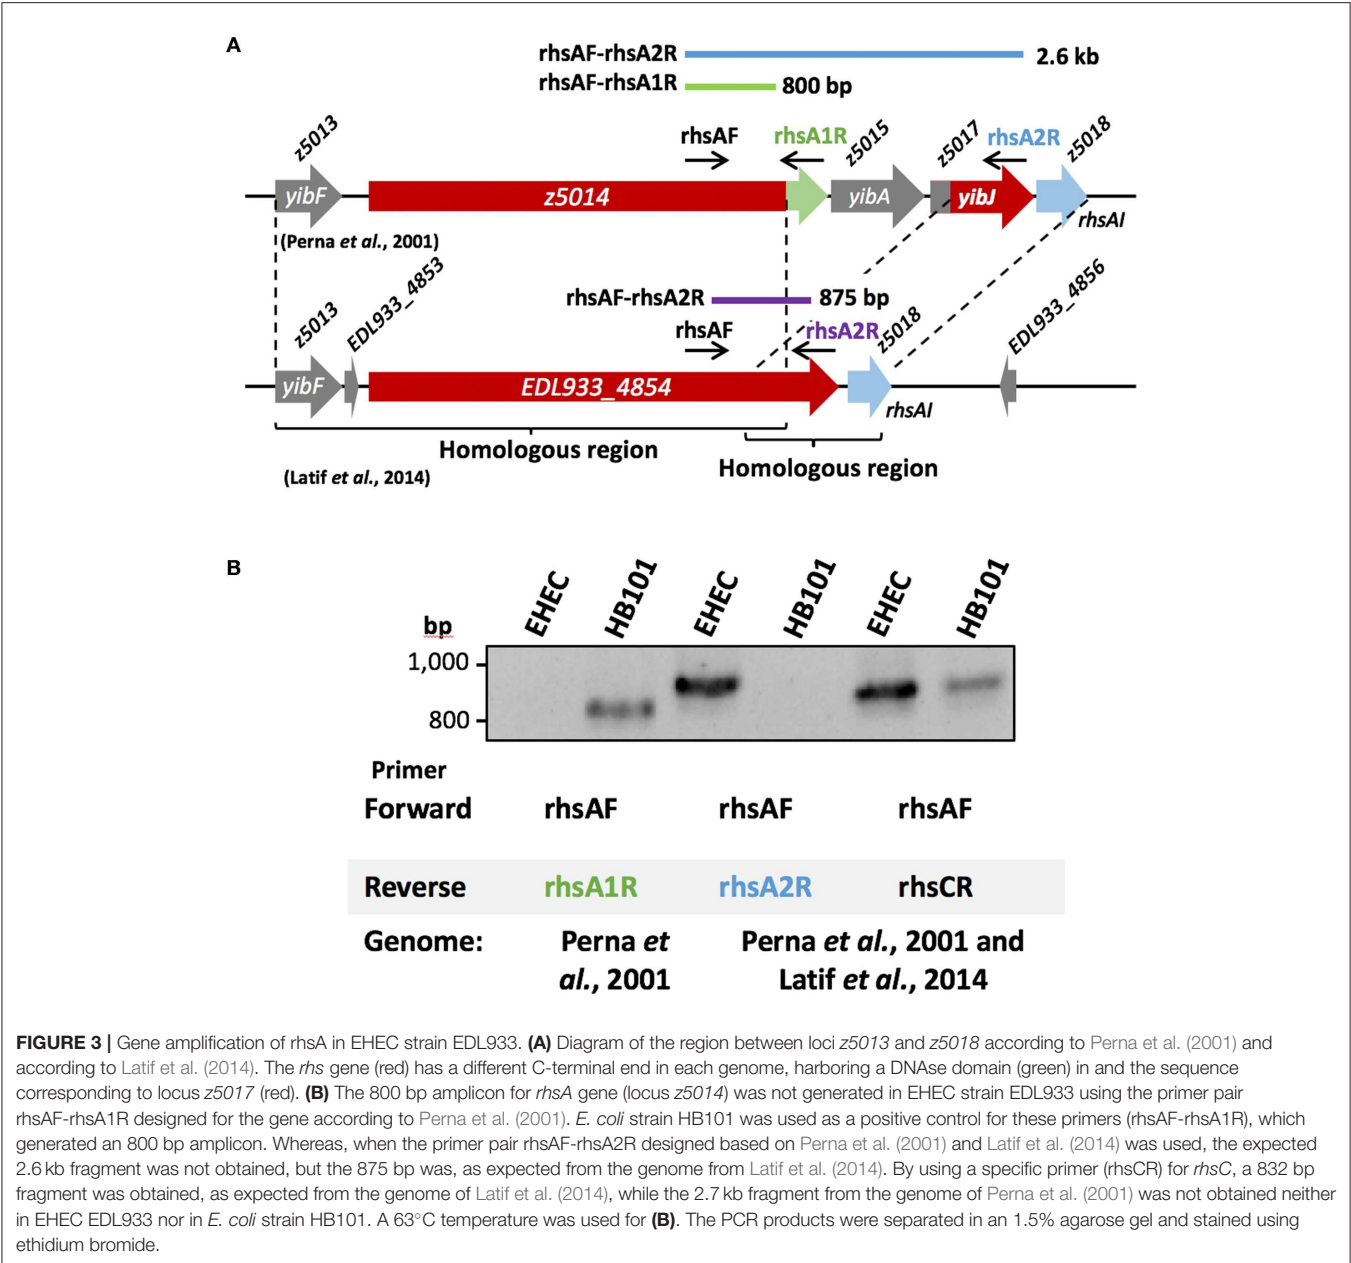 A
rhsAF-rhsA2R 2.6 kb
rhsAF-rhsA1R 800 bp
z5013 rhsAF rhsA1R z5015 z5017 rhsA2R z5018
yibF z5014 yibA yibJ
rhsAI
(Perna et al., 2001)
rhsAF-rhsA2R 875 bp
z5013 EDL933_4853 rhsAF rhsA2R z5018 EDL933_4856
yibF EDL933_4854
rhsAI
Homologous region
Homologous region
(Latif et al., 2014)
B
EHEC HB101 EHEC HB101 EHEC HB101
bp
1,000
800
Primer
Forward rhsAF rhsAF rhsAF
Reverse rhsA1R rhsA2R rhsCR
Genome: Perna et Perna et al., 2001 and
al., 2001 Latif et al., 2014
FIGURE 3 | Gene amplification of rhsA in EHEC strain EDL933. (A) Diagram of the region between loci z5013 and z5018 according to Perna et al. (2001) and
according to Latif et al. (2014). The rhs gene (red) has a different C-terminal end in each genome, harboring a DNAse domain (green) in and the sequence
corresponding to locus z5017 (red). (B) The 800 bp amplicon for rhsA gene (locus z5014) was not generated in EHEC strain EDL933 using the primer pair
rhsAF-rhsA1R designed for the gene according to Perna et al. (2001). E. coli strain HB101 was used as a positive control for these primers (rhsAF-rhsA1R), which
generated an 800 bp amplicon. Whereas, when the primer pair rhsAF-rhsA2R designed based on Perna et al. (2001) and Latif et al. (2014) was used, the expected
2.6 kb fragment was not obtained, but the 875 bp was, as expected from the genome from Latif et al. (2014). By using a specific primer (rhsCR) for rhsC, a 832 bp
fragment was obtained, as expected from the genome of Latif et al. (2014), while the 2.7 kb fragment from the genome of Perna et al. (2001) was not obtained neither
in EHEC EDL933 nor in E. coli strain HB101. A 63°C temperature was used for (B). The PCR products were separated in an 1.5% agarose gel and stained using
ethidium bromide.